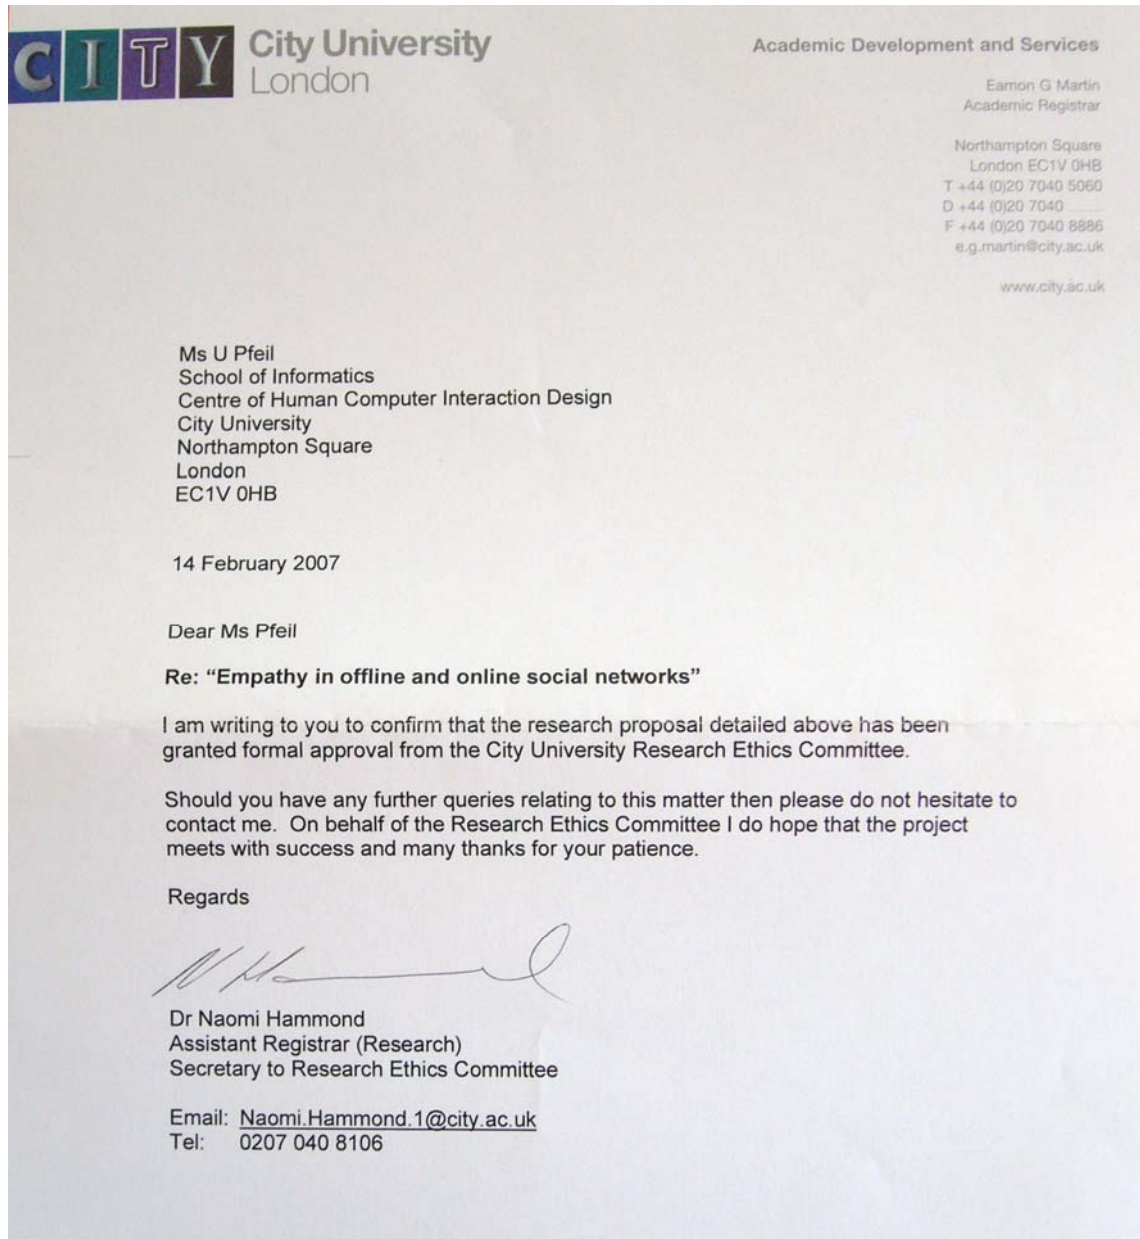 CITY City University
London
Academic Development and Services
Eamon G Martin
Academic Registrar
Northampton Square
London EC1V 0HB
T +44 (0)20 7040 5060
D +44 (0)20 7040
F +44 (0)20 7040 8886
e.g.martin@city.ac.uk
www.city.ac.uk
Ms U Pfeil
School of Informatics
Centre of Human Computer Interaction Design
City University
Northampton Square
London
EC1V 0HB
14 February 2007
Dear Ms Pfeil
Re: “Empathy in offline and online social networks”
I am writing to you to confirm that the research proposal detailed above has been
granted formal approval from the City University Research Ethics Committee.
Should you have any further queries relating to this matter then please do not hesitate to
contact me.  On behalf of the Research Ethics Committee I do hope that the project
meets with success and many thanks for your patience.
Regards
Dr Naomi Hammond
Assistant Registrar (Research)
Secretary to Research Ethics Committee
Email: Naomi.Hammond.1@city.ac.uk
Tel: 0207 040 8106